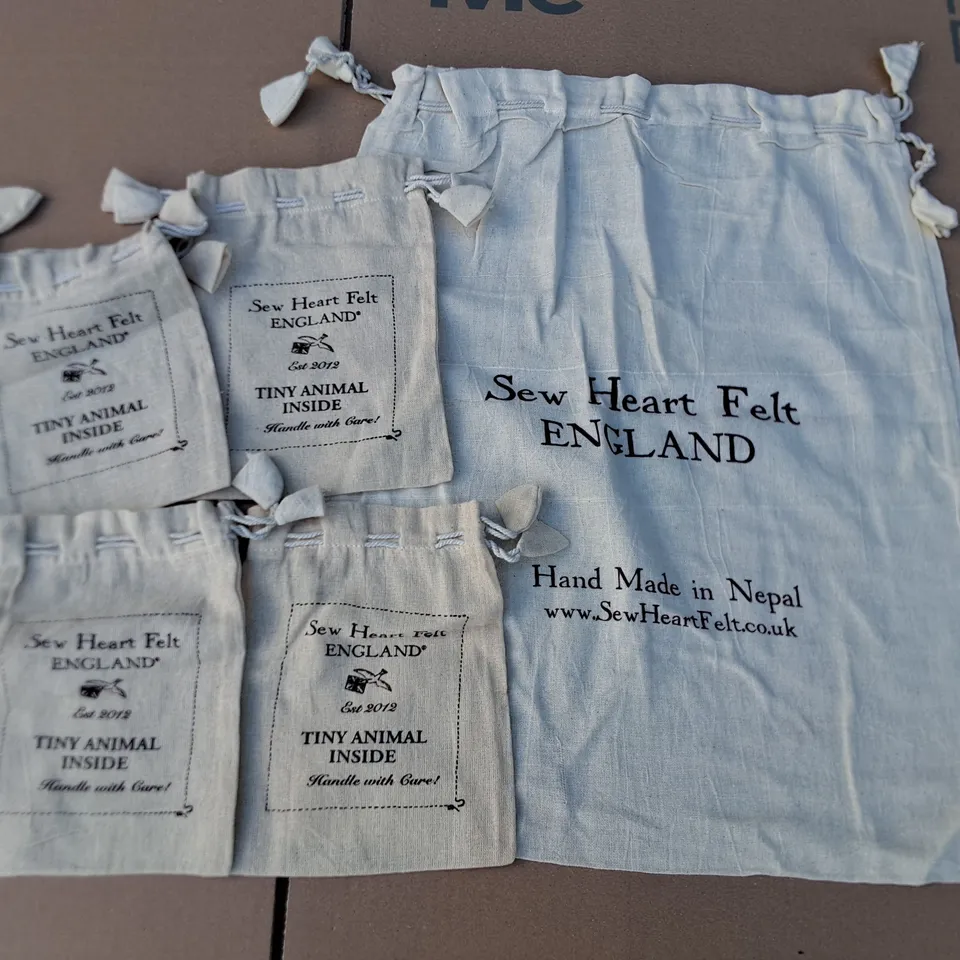 Sew Heart Felt
ENGLAND®
Est 2012
TINY ANIMAL
INSIDE
Handle with Care!
Sew Heart Felt
ENGLAND®
Est 2012
TINY ANIMAL
INSIDE
Handle with Care!
Sew Heart Felt
ENGLAND
Hand Made in Nepal
www.SewHeartFelt.co.uk
Sew Heart Felt
ENGLAND®
Est 2012
TINY ANIMAL
INSIDE
Handle with Care!
Sew Heart Felt
ENGLAND®
Est 2012
TINY ANIMAL
INSIDE
Handle with Care!